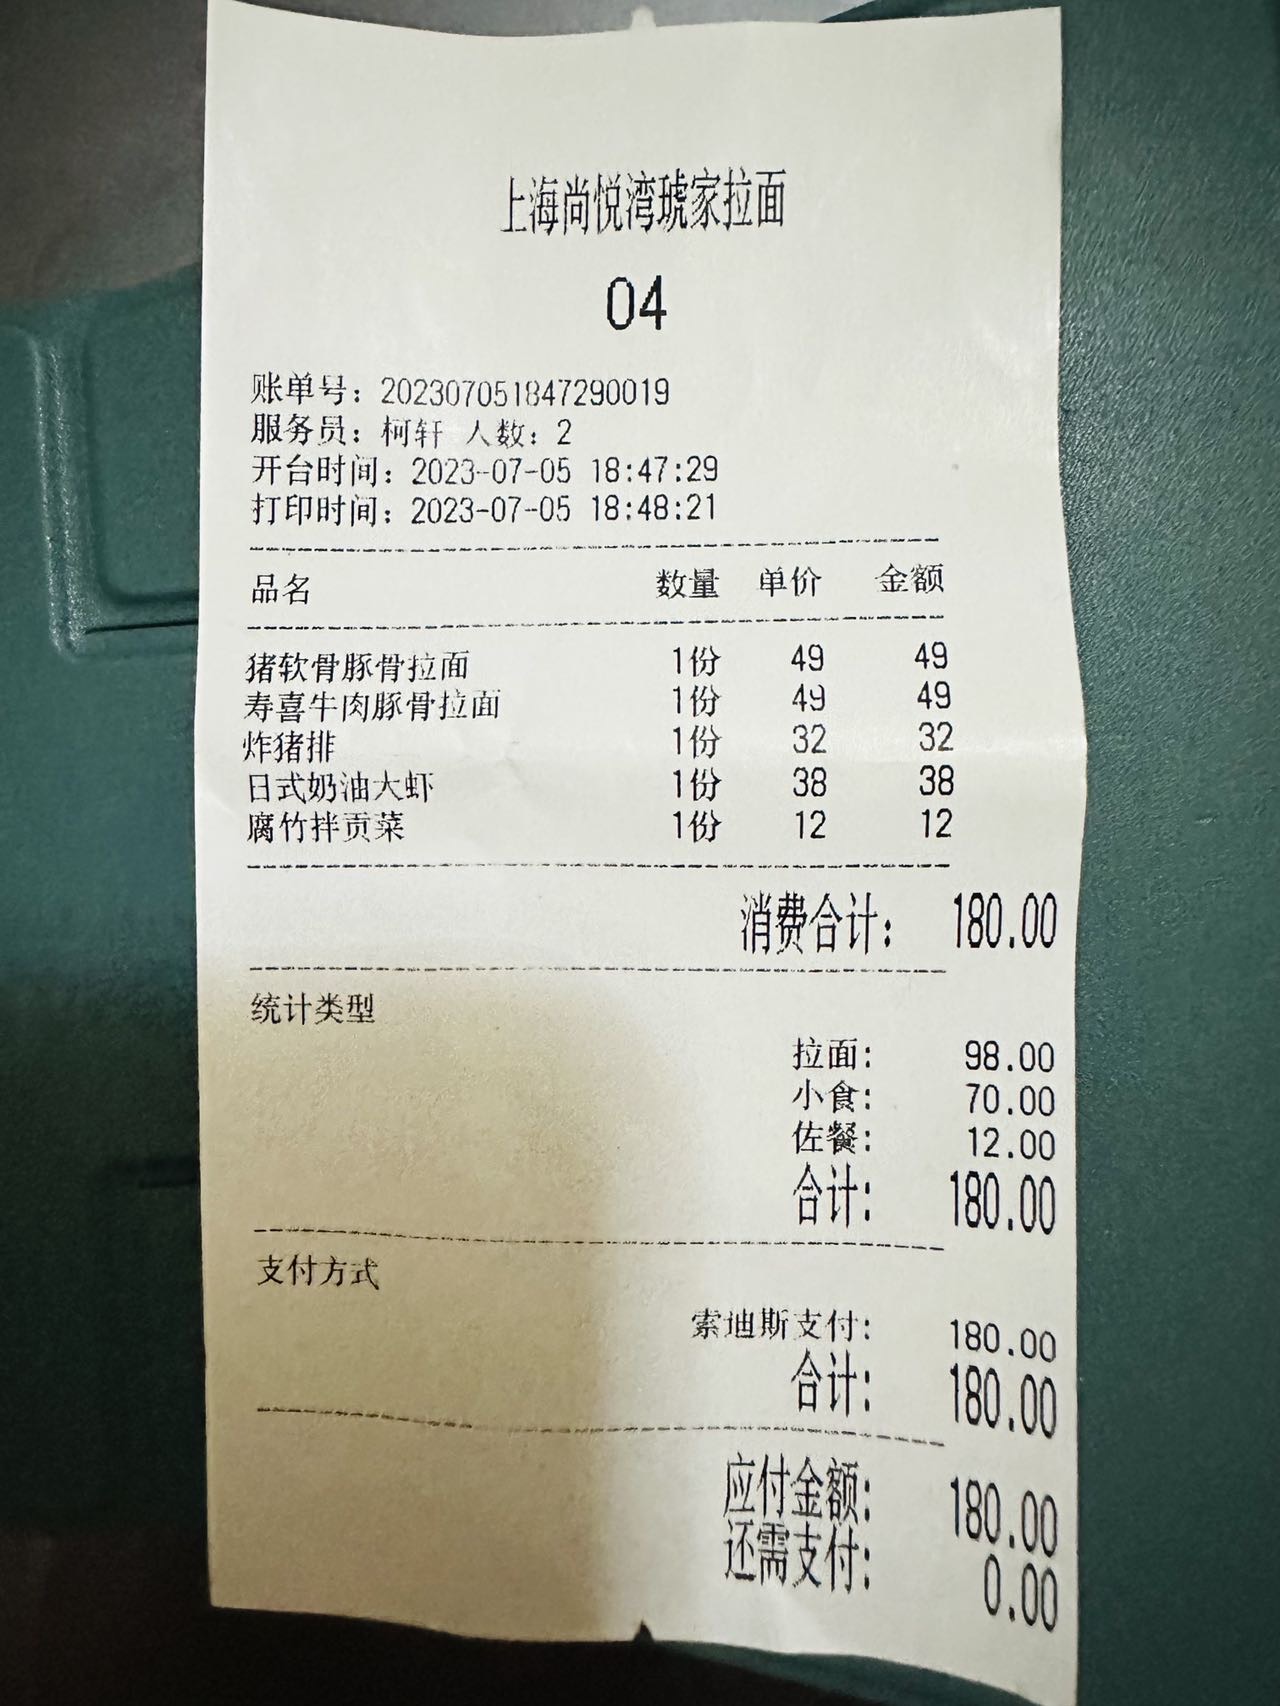 上海尚悦湾琥家拉面
04
账单号：202307051847290019
服务员：柯轩 人数：2
开台时间：2023-07-05 18:47:29
打印时间：2023-07-05 18:48:21
品名 数量 单价 金额
猪软骨豚骨拉面 1份 49 49
寿喜牛肉豚骨拉面 1份 49 49
炸猪排 1份 32 32
日式奶油大虾 1份 38 38
腐竹拌贡菜 1份 12 12
消费合计： 180.00
统计类型
拉面： 98.00
小食： 70.00
佐餐： 12.00
合计： 180.00
支付方式
索迪斯支付： 180.00
合计： 180.00
应付金额： 180.00
还需支付： 0.00